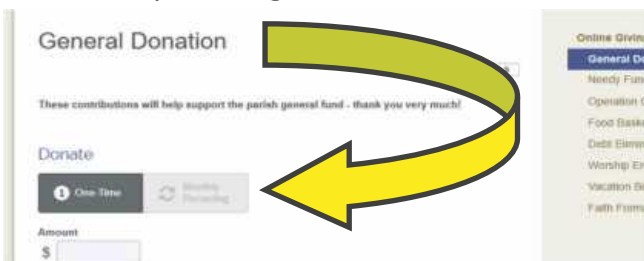 General Donation
These contributions will help support the parish general fund - thank you very much!
Donate
One Time
Monthly
Recurring
Amount
$
Online Giving
General Do
Needy Fun
Operation
Food Bask
Debt Elimin
Worship En
Vacation Bi
Faith Form